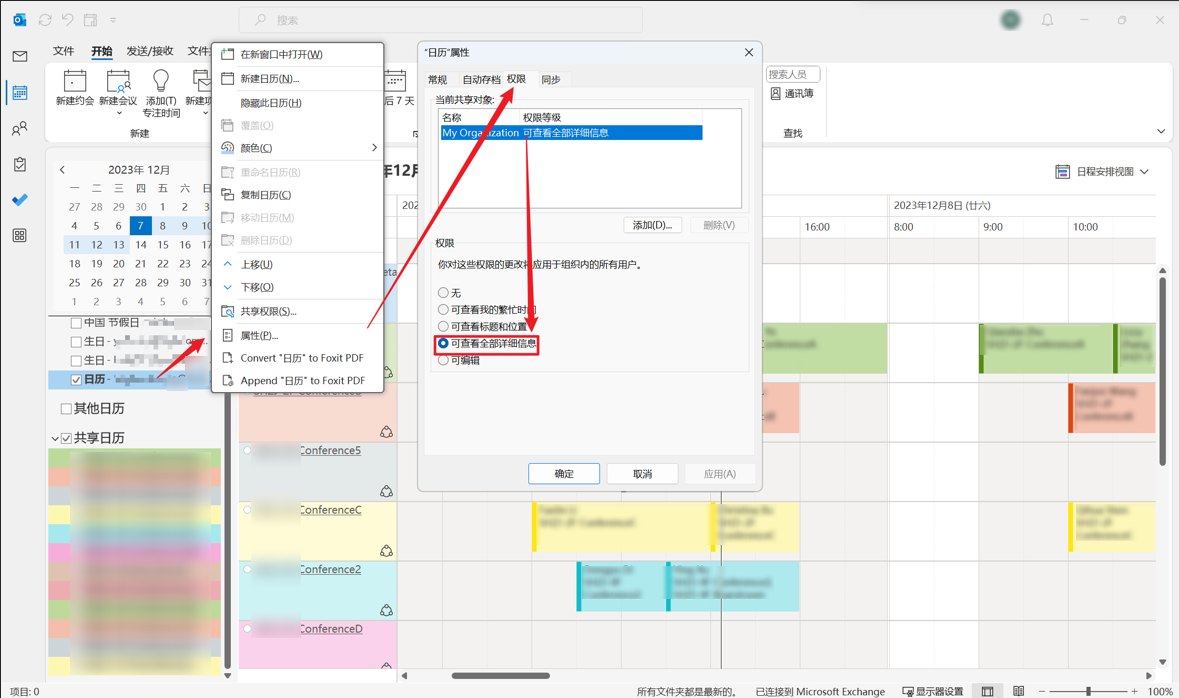 搜索
文件 开始 发送/接收 文件
新建约会 新建会议 添加(T)
专注时间
新建
搜索人员
通讯簿
查找
2023年 12月
一 二 三 四 五 六 日
27 28 29 30 1 2 3
4 5 6 7 8 9 10
11 12 13 14 15 16 17
18 19 20 21 22 23 24
25 26 27 28 29 30 31
1 2 3 4 5 6 7
中国 节假日 -
生日 -
生日 -
日历 -
其他日历
共享日历
在新窗口中打开(W)
新建日历(N)...
隐藏此日历(H)
覆盖(O)
颜色(C)
重命名日历(R)
复制日历(C)
移动日历(M)
删除日历(D)
上移(U)
下移(O)
共享权限(S)...
属性(P)...
Convert "日历" to Foxit PDF
Append "日历" to Foxit PDF
后 7 天
年12月
202
"日历"属性
常规 自动存档 权限 同步
当前共享对象:
名称 权限等级
My Organization 可查看全部详细信息
添加(D)... 删除(V)
权限
你对这些权限的更改将应用于组织内的所有用户。
无
可查看我的繁忙时间
可查看标题和位置
可查看全部详细信息
可编辑
确定 取消 应用(A)
日程安排视图
2023年12月8日 (廿六)
16:00 8:00 9:00 10:00
Conference5
ConferenceC
Conference2
ConferenceD
项目: 0
所有文件夹都是最新的。 已连接到 Microsoft Exchange 显示器设置 100%